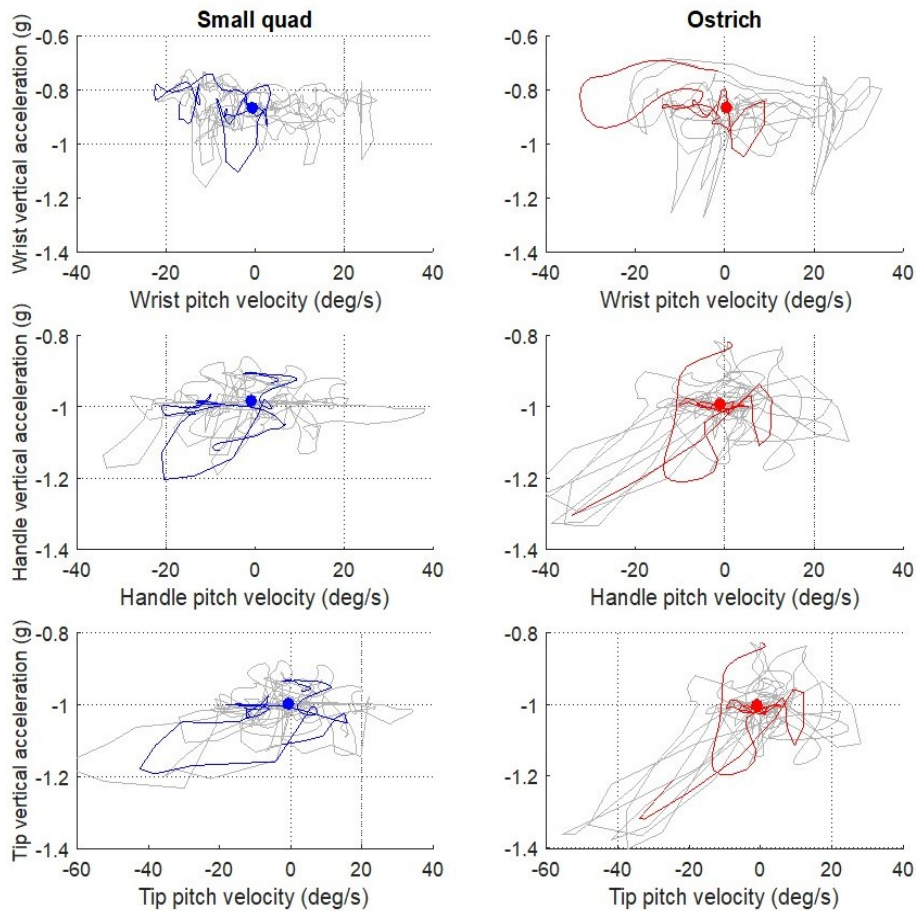 Small quad
Ostrich
Wrist vertical acceleration (g)
-0.6
-0.8
-1
-1.2
-1.4
-40 -20 0 20 40
Wrist pitch velocity (deg/s)
-0.6
-0.8
-1
-1.2
-1.4
-40 -20 0 20 40
Wrist pitch velocity (deg/s)
Handle vertical acceleration (g)
-0.8
-1
-1.2
-1.4
-40 -20 0 20 40
Handle pitch velocity (deg/s)
-0.8
-1
-1.2
-1.4
-40 -20 0 20 40
Handle pitch velocity (deg/s)
Tip vertical acceleration (g)
-0.8
-1
-1.2
-1.4
-60 -40 -20 0 20 40
Tip pitch velocity (deg/s)
-0.8
-1
-1.2
-1.4
-60 -40 -20 0 20 40
Tip pitch velocity (deg/s)